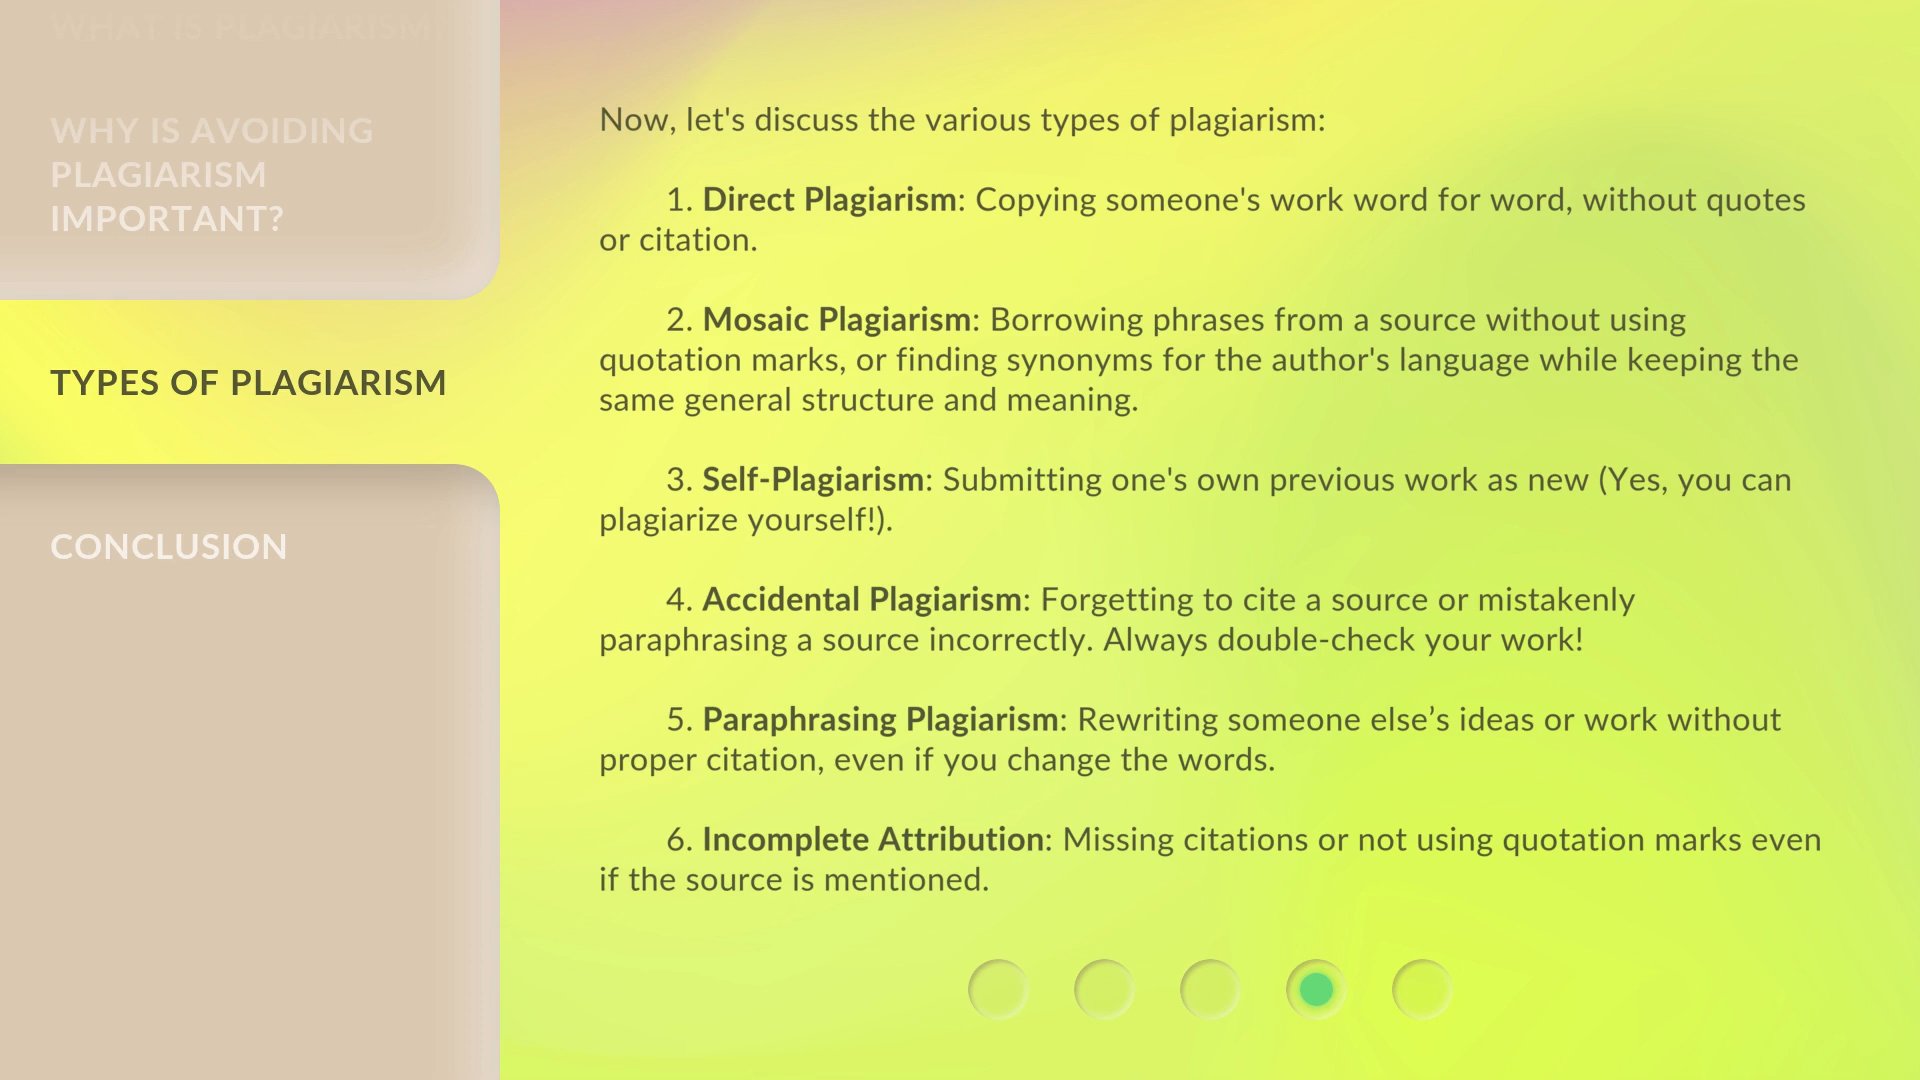 WHAT IS PLAGIARISM?
WHY IS AVOIDING
PLAGIARISM
IMPORTANT?
TYPES OF PLAGIARISM
CONCLUSION
Now, let's discuss the various types of plagiarism:
1. Direct Plagiarism: Copying someone's work word for word, without quotes
or citation.
2. Mosaic Plagiarism: Borrowing phrases from a source without using
quotation marks, or finding synonyms for the author's language while keeping the
same general structure and meaning.
3. Self-Plagiarism: Submitting one's own previous work as new (Yes, you can
plagiarize yourself!).
4. Accidental Plagiarism: Forgetting to cite a source or mistakenly
paraphrasing a source incorrectly. Always double-check your work!
5. Paraphrasing Plagiarism: Rewriting someone else’s ideas or work without
proper citation, even if you change the words.
6. Incomplete Attribution: Missing citations or not using quotation marks even
if the source is mentioned.